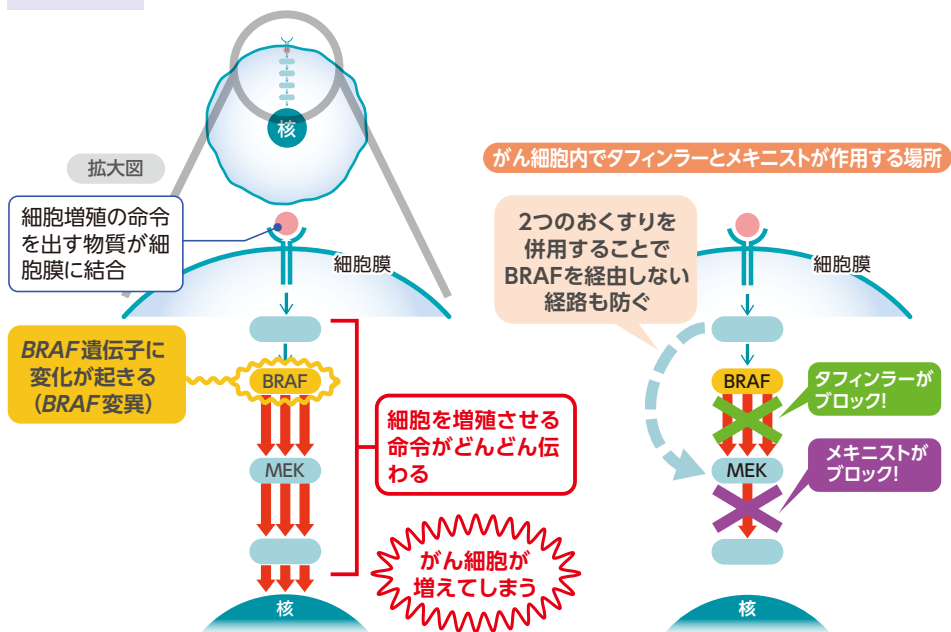 核
拡大図
細胞増殖の命令
を出す物質が細
胞膜に結合
細胞膜
BRAF遺伝子に
変化が起きる
（BRAF変異）
BRAF
MEK
細胞を増殖させる
命令がどんどん伝
わる
がん細胞が
増えてしまう
核
がん細胞内でタフィンラーとメキニストが作用する場所
2つのおくすりを
併用することで
BRAFを経由しない
経路も防ぐ
細胞膜
BRAF
タフィンラーが
ブロック!
MEK
メキニストが
ブロック!
核